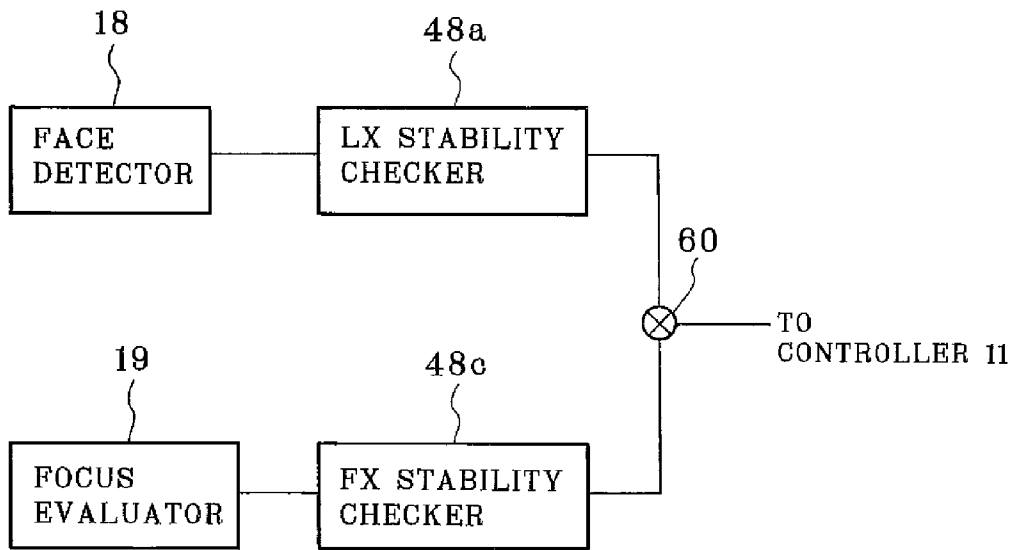 18
48a
FACE
DETECTOR
LX STABILITY
CHECKER
60
TO
CONTROLLER 11
19
48c
FOCUS
EVALUATOR
FX STABILITY
CHECKER